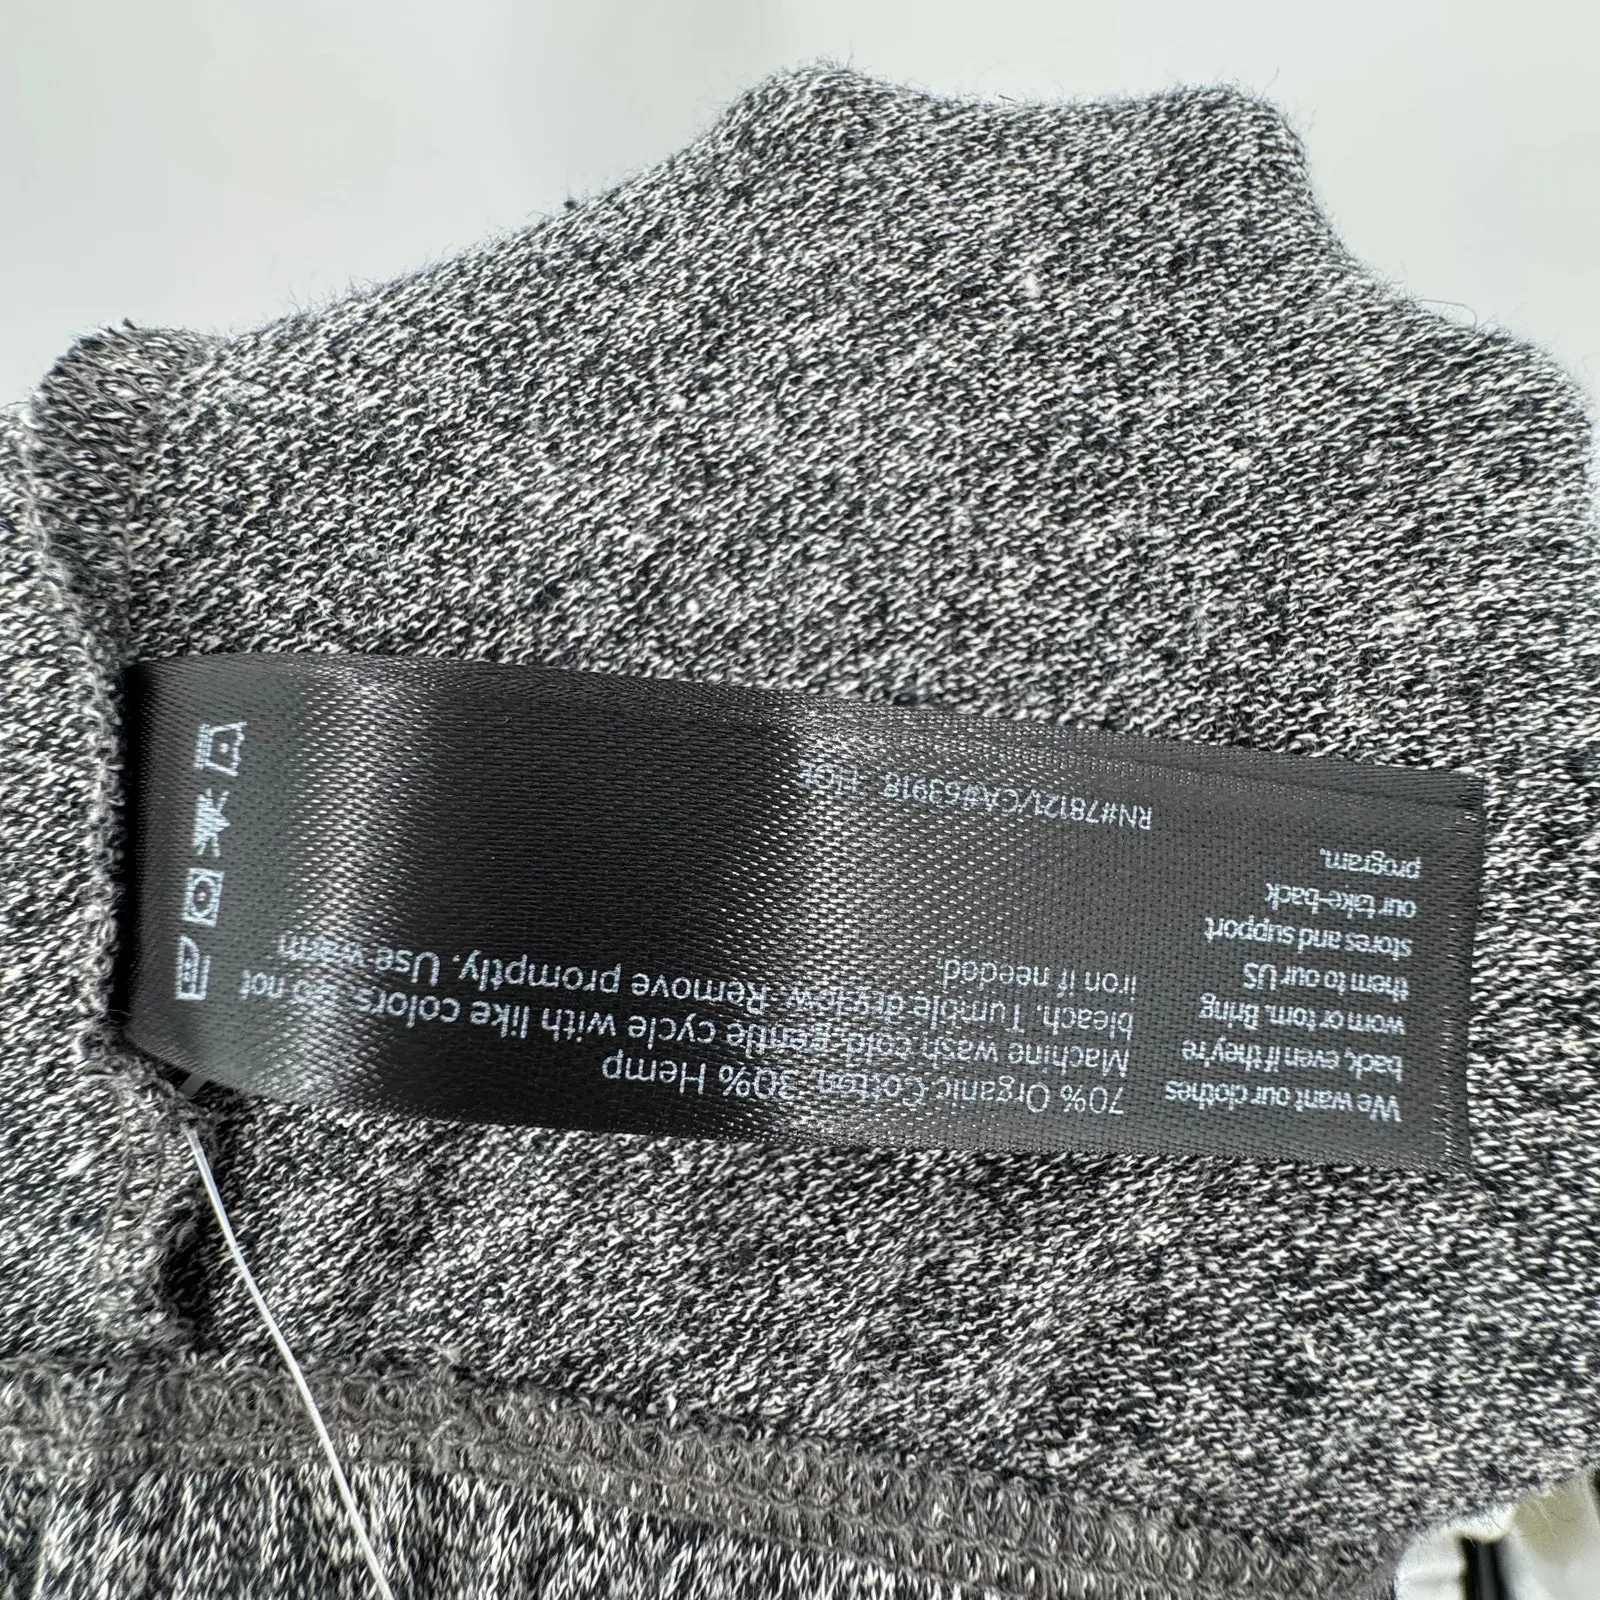 We want our clothes
back, even if they're
worn or torn. Bring
them to our US
stores and support
our take-back
program.
70% Organic Cotton, 30% Hemp
Machine wash cold, gentle cycle with like colors. Do not
bleach. Tumble dry low. Remove promptly. Use warm
iron if needed.
RN#78121/CA#63918